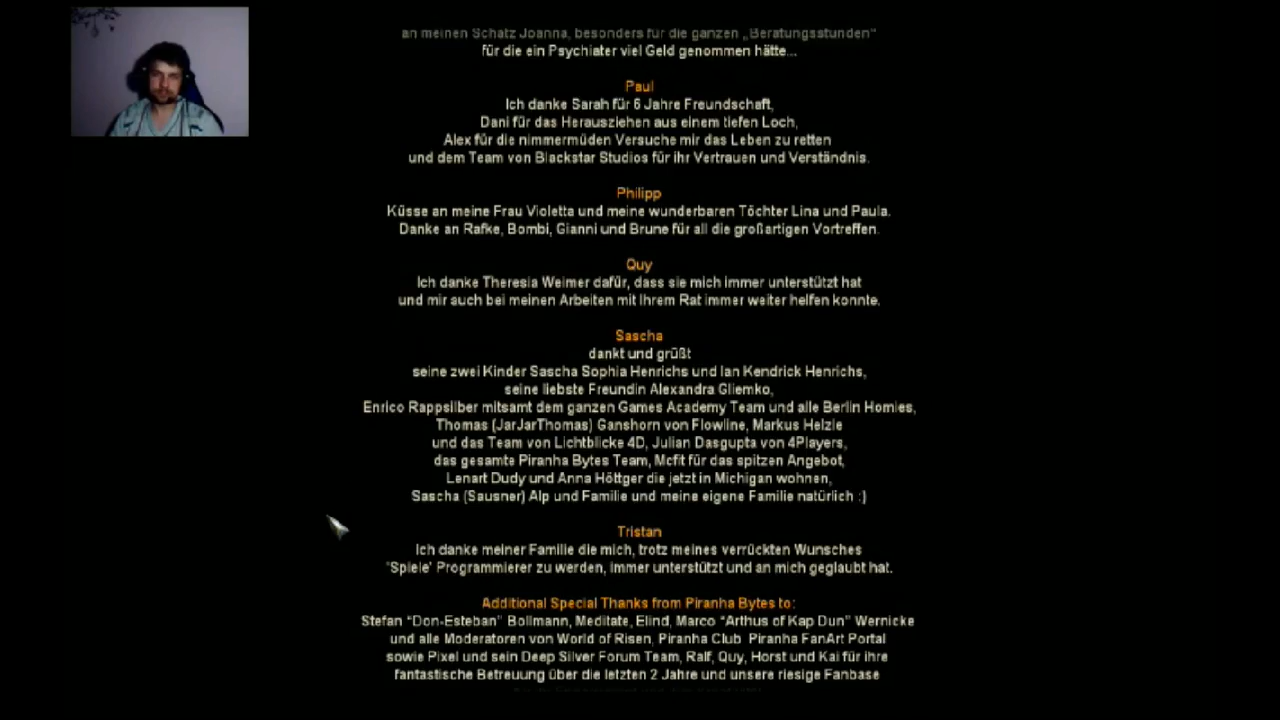 an meinen Schatz Joanna, besonders für die ganzen „Beratungsstunden“
für die ein Psychiater viel Geld genommen hätte...
Paul
Ich danke Sarah für 6 Jahre Freundschaft,
Dani für das Herausziehen aus einem tiefen Loch,
Alex für die nimmermüden Versuche mir das Leben zu retten
und dem Team von Blackstar Studios für ihr Vertrauen und Verständnis.
Philipp
Küsse an meine Frau Violetta und meine wunderbaren Töchter Lina und Paula.
Danke an Rafke, Bombi, Gianni und Brune für all die großartigen Vortreffen.
Quy
Ich danke Theresia Weimer dafür, dass sie mich immer unterstützt hat
und mir auch bei meinen Arbeiten mit Ihrem Rat immer weiter helfen konnte.
Sascha
dankt und grüßt
seine zwei Kinder Sascha Sophia Henrichs und Ian Kendrick Henrichs,
seine liebste Freundin Alexandra Gliemko,
Enrico Rappsilber mitsamt dem ganzen Games Academy Team und alle Berlin Homies,
Thomas (JarJarThomas) Ganshorn von Flowline, Markus Helzle
und das Team von Lichtblicke 4D, Julian Dasgupta von 4Players,
das gesamte Piranha Bytes Team, Mcfit für das spitzen Angebot,
Lenart Dudy und Anna Höttger die jetzt in Michigan wohnen,
Sascha (Sausner) Alp und Familie und meine eigene Familie natürlich :)
Tristan
Ich danke meiner Familie die mich, trotz meines verrückten Wunsches
'Spiele' Programmierer zu werden, immer unterstützt und an mich geglaubt hat.
Additional Special Thanks from Piranha Bytes to:
Stefan "Don-Esteban" Bollmann, Meditate, Elind, Marco "Arthus of Kap Dun" Wernicke
und alle Moderatoren von World of Risen, Piranha Club Piranha FanArt Portal
sowie Pixel und sein Deep Silver Forum Team, Ralf, Quy, Horst und Kai für ihre
fantastische Betreuung über die letzten 2 Jahre und unsere riesige Fanbase